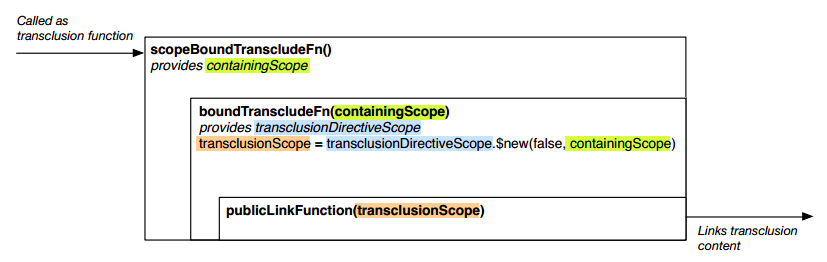 Called as
transclusion function
scopeBoundTranscludeFn()
provides containingScope
boundTranscludeFn(containingScope)
provides transclusionDirectiveScope
transclusionScope = transclusionDirectiveScope.$new(false, containingScope)
publicLinkFunction(transclusionScope)
Links transclusion
content